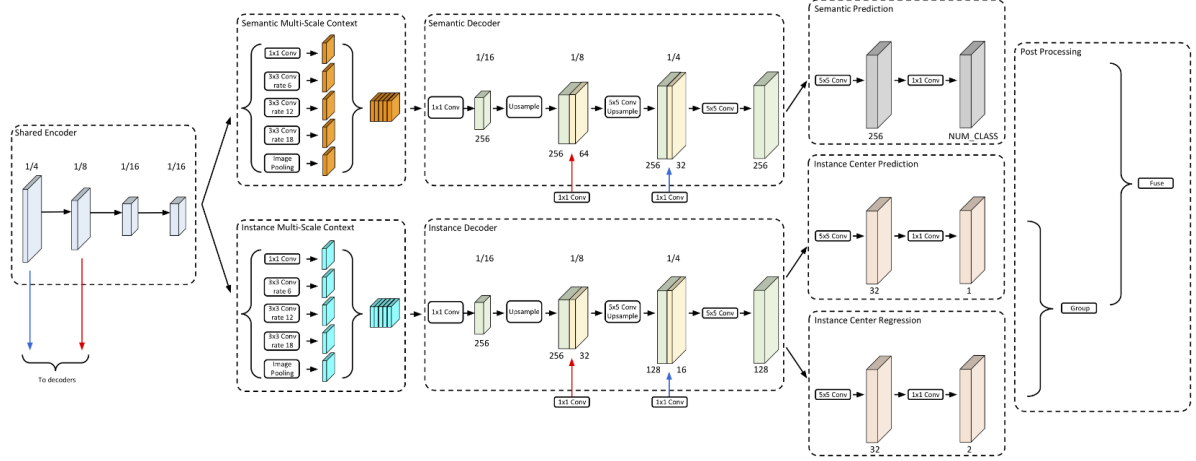 Shared Encoder
1/4
1/8
1/16
1/16
To decoders
Semantic Multi-Scale Context
1x1 Conv
3x3 Conv
rate 6
3x3 Conv
rate 12
3x3 Conv
rate 18
Image
Pooling
Semantic Decoder
1/16
1/8
1/4
1x1 Conv
256
Upsample
256
64
5x5 Conv
Upsample
256
32
5x5 Conv
256
1x1 Conv
1x1 Conv
Semantic Prediction
5x5 Conv
256
1x1 Conv
NUM_CLASS
Instance Multi-Scale Context
1x1 Conv
3x3 Conv
rate 6
3x3 Conv
rate 12
3x3 Conv
rate 18
Image
Pooling
Instance Decoder
1/16
1/8
1/4
1x1 Conv
256
Upsample
256
32
5x5 Conv
Upsample
128
16
5x5 Conv
128
1x1 Conv
1x1 Conv
Instance Center Prediction
5x5 Conv
32
1x1 Conv
1
Instance Center Regression
5x5 Conv
32
1x1 Conv
2
Post Processing
Group
Fuse